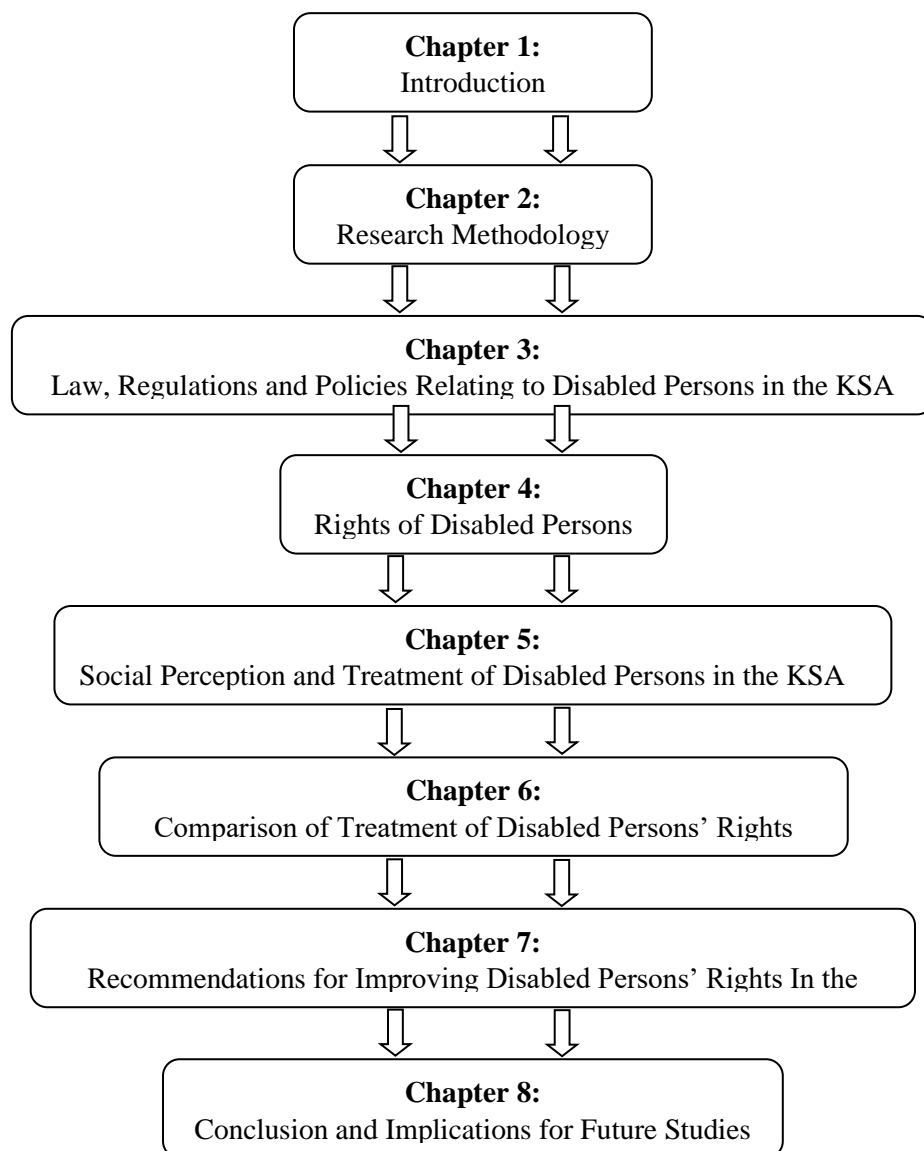 Chapter 1:
Introduction
Chapter 2:
Research Methodology
Chapter 3:
Law, Regulations and Policies Relating to Disabled Persons in the KSA
Chapter 4:
Rights of Disabled Persons
Chapter 5:
Social Perception and Treatment of Disabled Persons in the KSA
Chapter 6:
Comparison of Treatment of Disabled Persons’ Rights
Chapter 7:
Recommendations for Improving Disabled Persons’ Rights In the
Chapter 8:
Conclusion and Implications for Future Studies